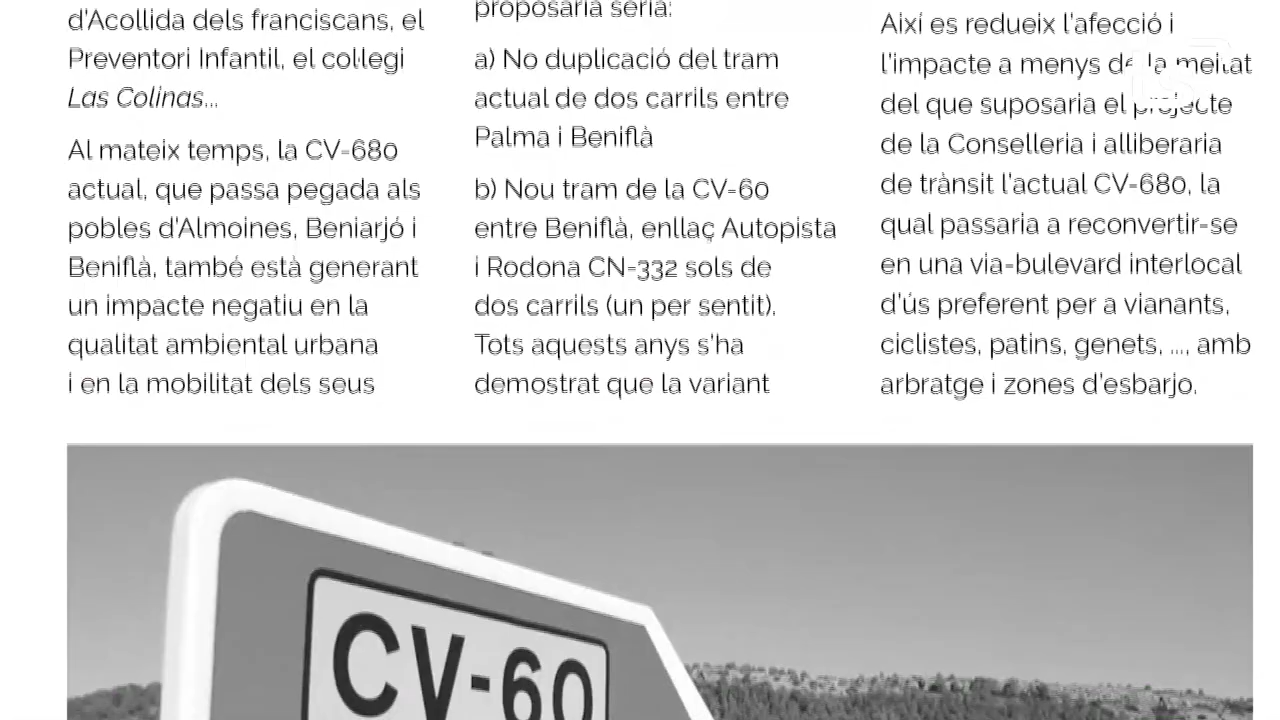 d'Acollida dels franciscans, el
Preventori Infantil, el col·legi
Las Colinas...
Al mateix temps, la CV-680
actual, que passa pegada als
pobles d'Almoines, Beniarjó i
Beniflà, també està generant
un impacte negatiu en la
qualitat ambiental urbana
i en la mobilitat dels seus
proposaria seria:
a) No duplicació del tram
actual de dos carrils entre
Palma i Beniflà
b) Nou tram de la CV-60
entre Beniflà, enllaç Autopista
i Rodona CN-332 sols de
dos carrils (un per sentit).
Tots aquests anys s'ha
demostrat que la variant
Així es redueix l'afecció i
l'impacte a menys de la meitat
del que suposaria el projecte
de la Conselleria i alliberaria
de trànsit l'actual CV-680, la
qual passaria a reconvertir-se
en una via-bulevard interlocal
d'ús preferent per a vianants,
ciclistes, patins, genets, ..., amb
arbratge i zones d'esbarjo.
CV-60